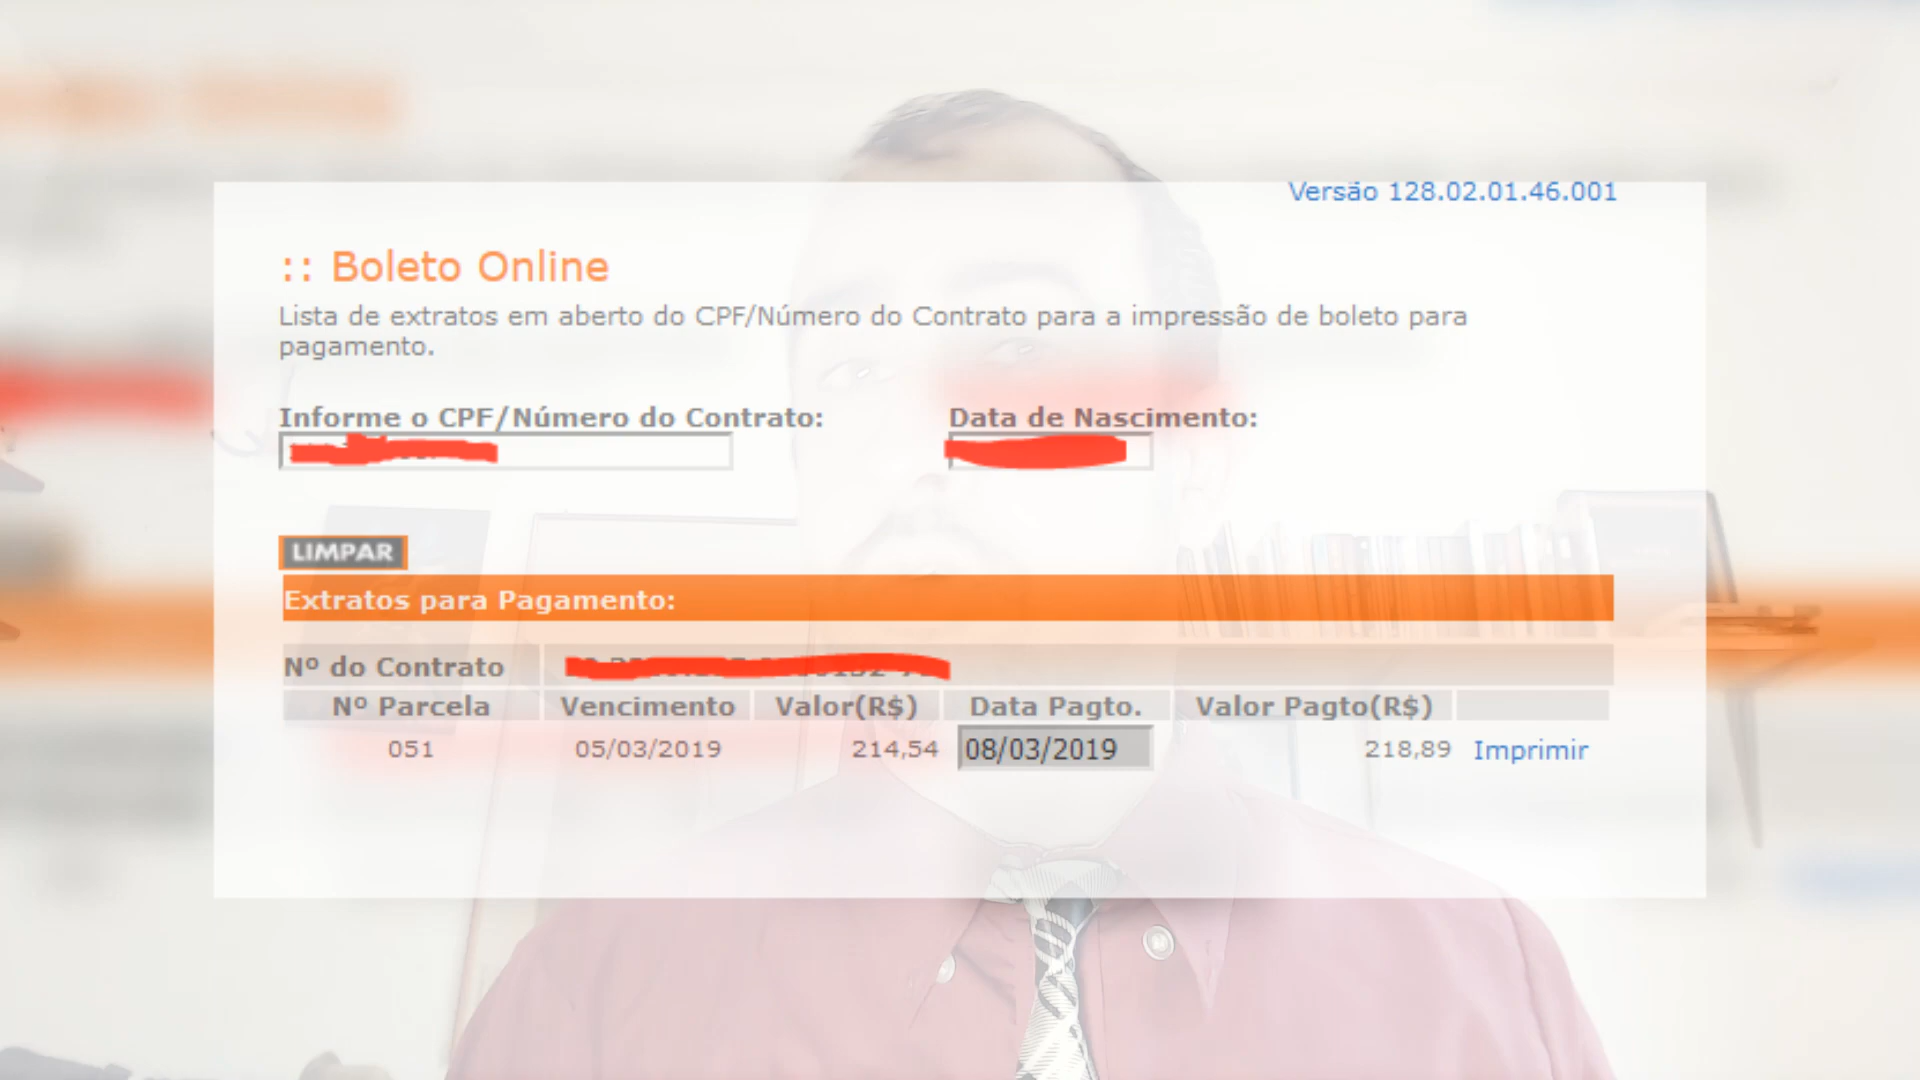 Versão 128.02.01.46.001
:: Boleto Online
Lista de extratos em aberto do CPF/Número do Contrato para a impressão de boleto para
pagamento.
Informe o CPF/Número do Contrato: Data de Nascimento:
LIMPAR
Extratos para Pagamento:
Nº do Contrato
Nº Parcela Vencimento Valor(R$) Data Pagto. Valor Pagto(R$)
051 05/03/2019 214,54 08/03/2019 218,89 Imprimir